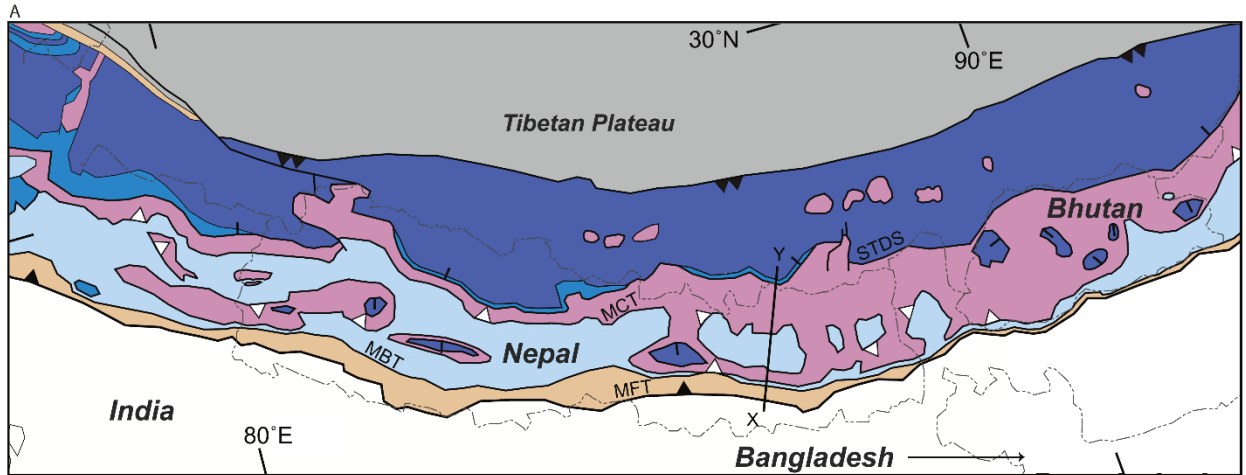 A
30°N
90°E
Tibetan Plateau
Bhutan
Y
STDS
MCT
MBT
Nepal
MFT
India
X
80°E
Bangladesh